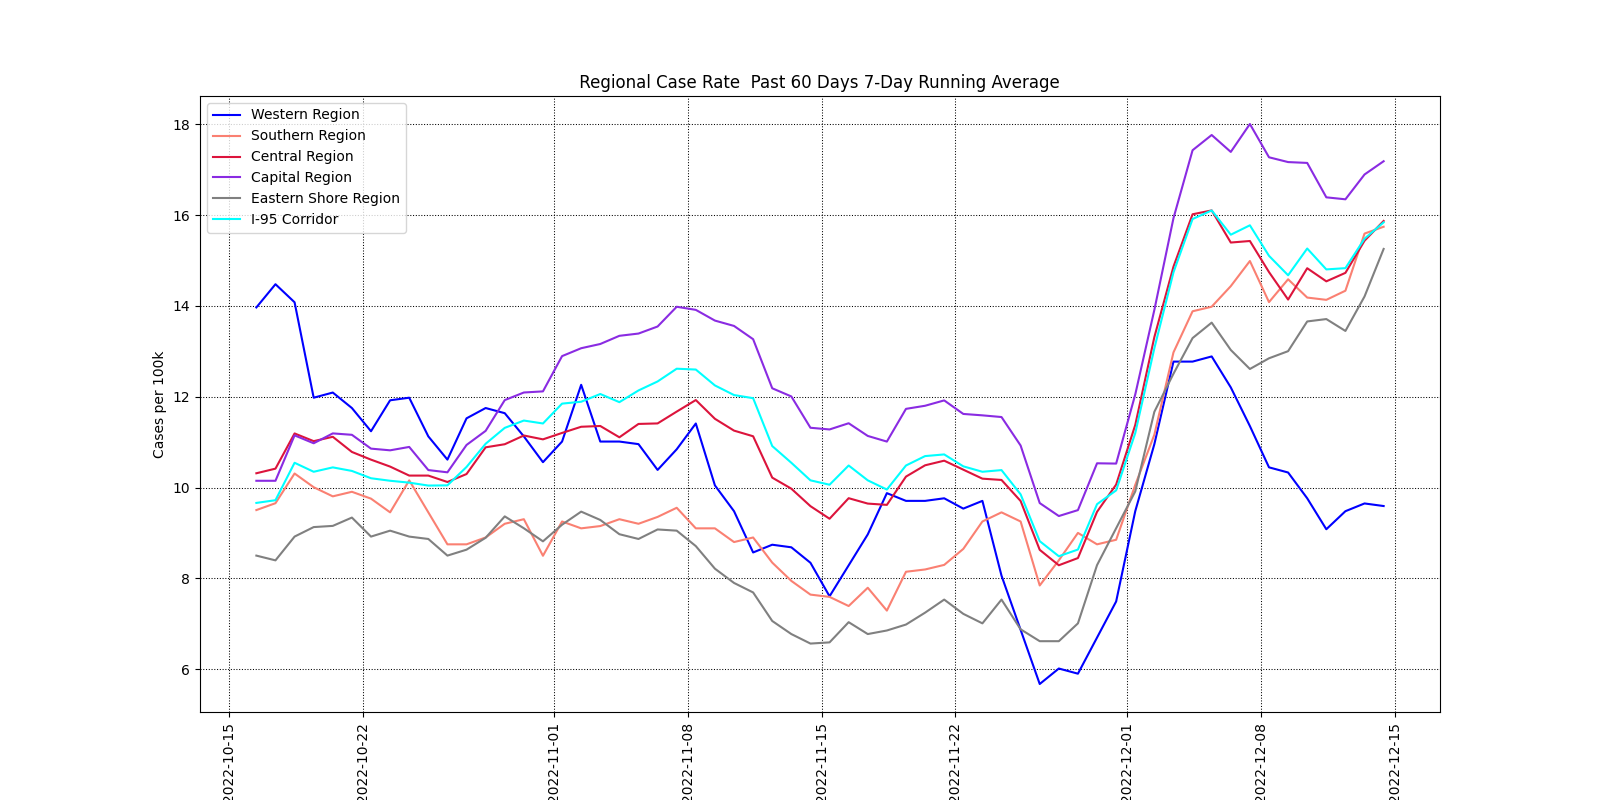 Regional Case Rate  Past 60 Days 7-Day Running Average
Western Region
Southern Region
Central Region
Capital Region
Eastern Shore Region
I-95 Corridor
Cases per 100k
18
16
14
12
10
8
6
2022-10-15
2022-10-22
2022-11-01
2022-11-08
2022-11-15
2022-11-22
2022-12-01
2022-12-08
2022-12-15